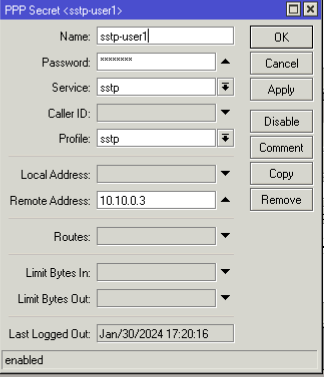 PPP Secret <sstp-user1>
Name: sstp-user1
OK
Password: ********
Cancel
Service: sstp
Apply
Caller ID:
Disable
Profile: sstp
Comment
Copy
Local Address:
Remote Address: 10.10.0.3
Remove
Routes:
Limit Bytes In:
Limit Bytes Out:
Last Logged Out: Jan/30/2024 17:20:16
enabled